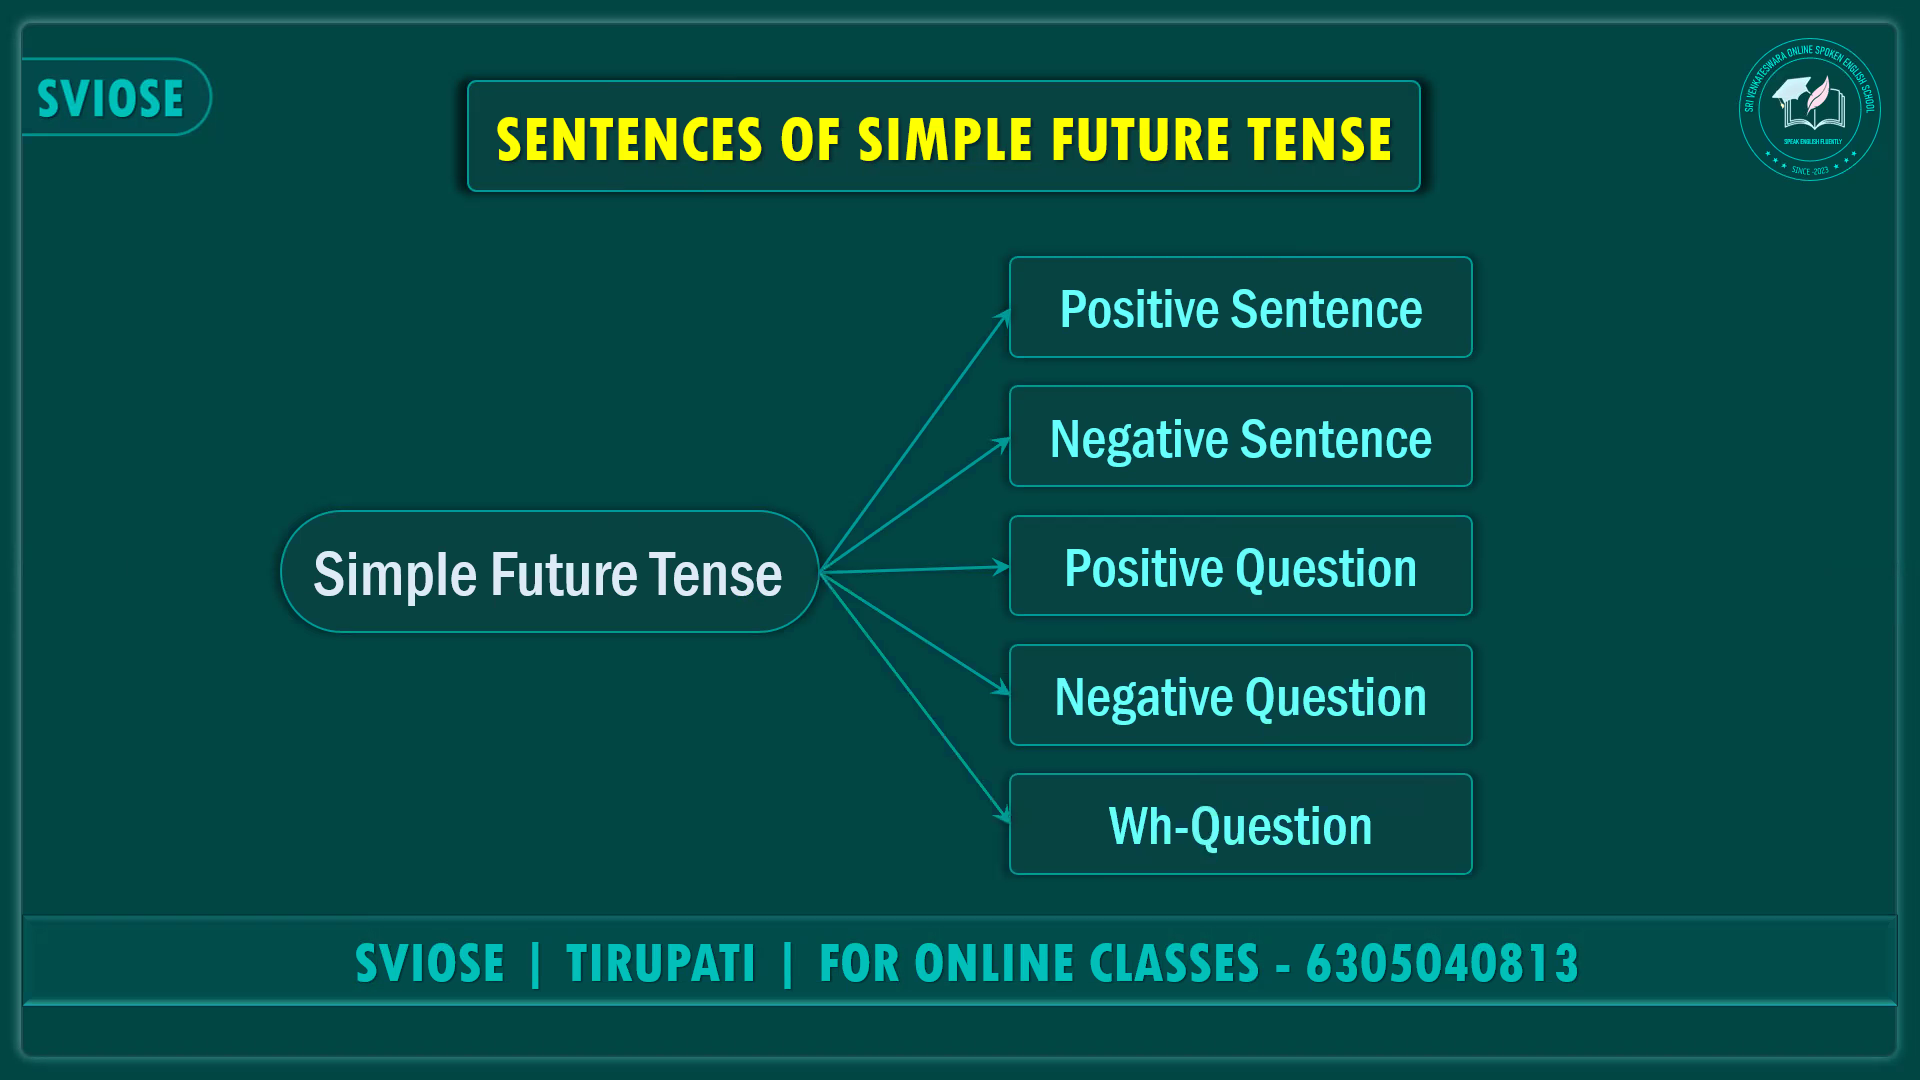 SVIOSE
SENTENCES OF SIMPLE FUTURE TENSE
SRI VENKATESWARA ONLINE SPOKEN ENGLISH SCHOOL
SPEAK ENGLISH FLUENTLY
SINCE -2023
Positive Sentence
Negative Sentence
Simple Future Tense
Positive Question
Negative Question
Wh-Question
SVIOSE | TIRUPATI | FOR ONLINE CLASSES - 6305040813